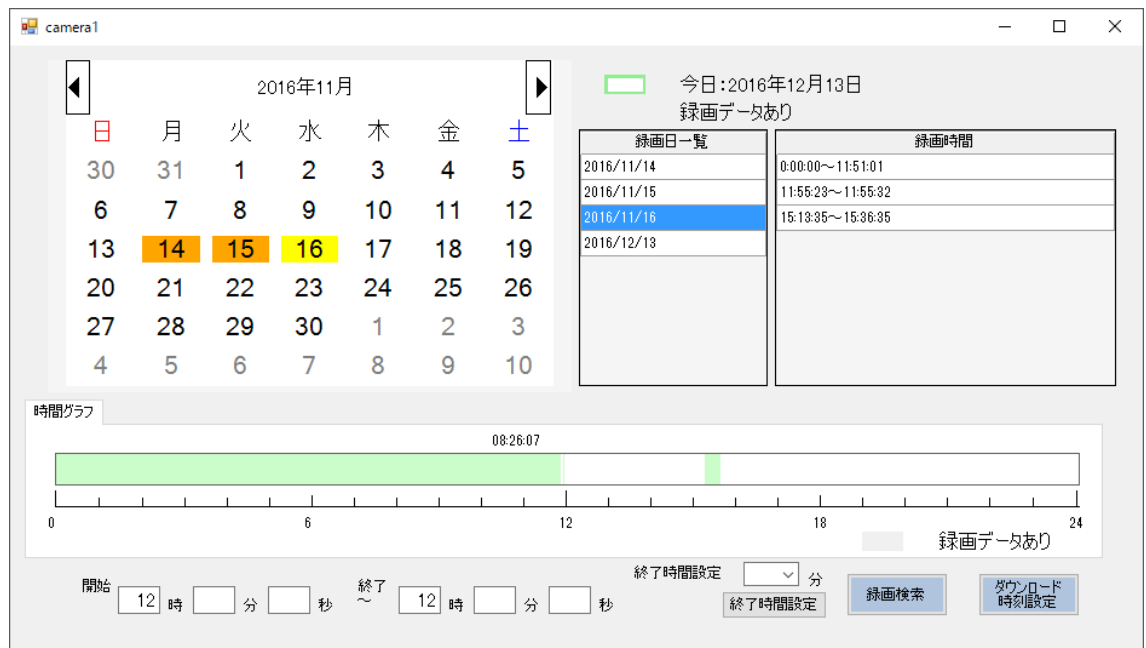 camera1
2016年11月
日 月 火 水 木 金 土
30 31 1 2 3 4 5
6 7 8 9 10 11 12
13 14 15 16 17 18 19
20 21 22 23 24 25 26
27 28 29 30 1 2 3
4 5 6 7 8 9 10
今日:2016年12月13日
録画データあり
録画日一覧 録画時間
2016/11/14 0:00:00～11:51:01
2016/11/15 11:55:23～11:55:32
2016/11/16 15:13:35～15:36:35
2016/12/13
時間グラフ
08:26:07
0 6 12 18 24
録画データあり
開始 12 時 分 秒 終了 ～ 12 時 分 秒
終了時間設定 分
終了時間設定
録画検索
ダウンロード
時刻設定